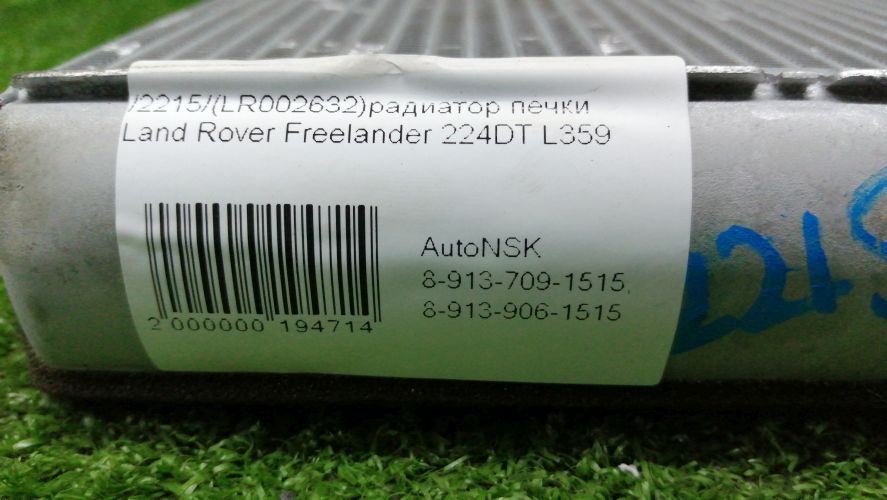 /2215/(LR002632)радиатор печки
Land Rover Freelander 224DT L359
AutoNSK
8-913-709-1515,
8-913-906-1515
2 000000 194714